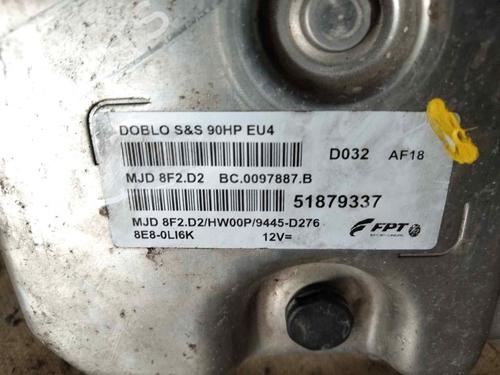 DOBLO S&S 90HP EU4
D032 AF18
MJD 8F2.D2 BC.0097887.B
51879337
MJD 8F2.D2/HW00P/9445-D276
8E8-0LI6K 12V=
FPT